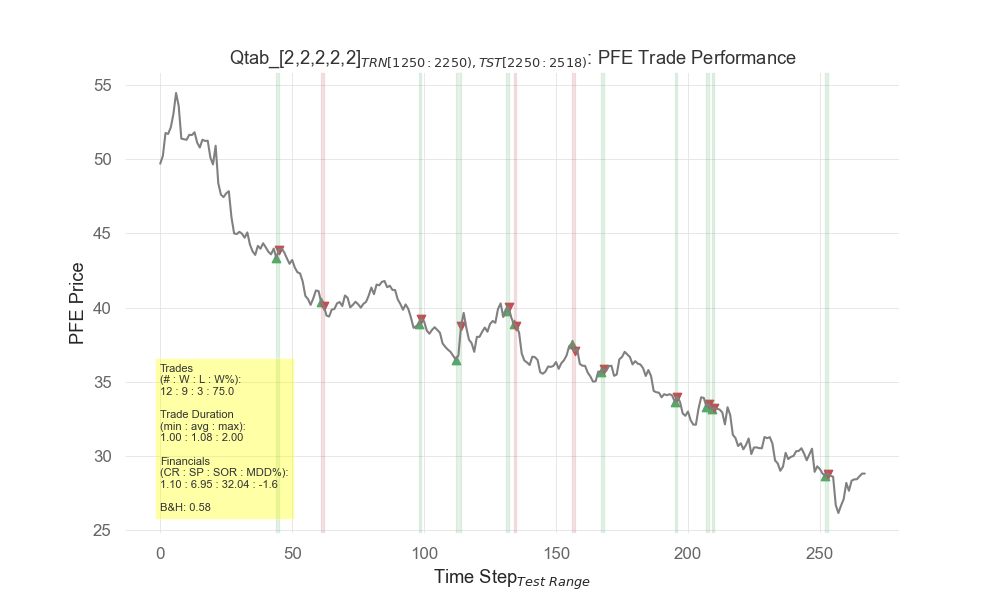 Qtab_[2,2,2,2,2]TRN[1250:2250),TST[2250:2518): PFE Trade Performance
55
50
45
40
35
30
25
PFE Price
Trades
(# : W : L : W%):
12 : 9 : 3 : 75.0
Trade Duration
(min : avg : max):
1.00 : 1.08 : 2.00
Financials
(CR : SP : SOR : MDD%):
1.10 : 6.95 : 32.04 : -1.6
B&H: 0.58
0 50 100 150 200 250
Time StepTest Range